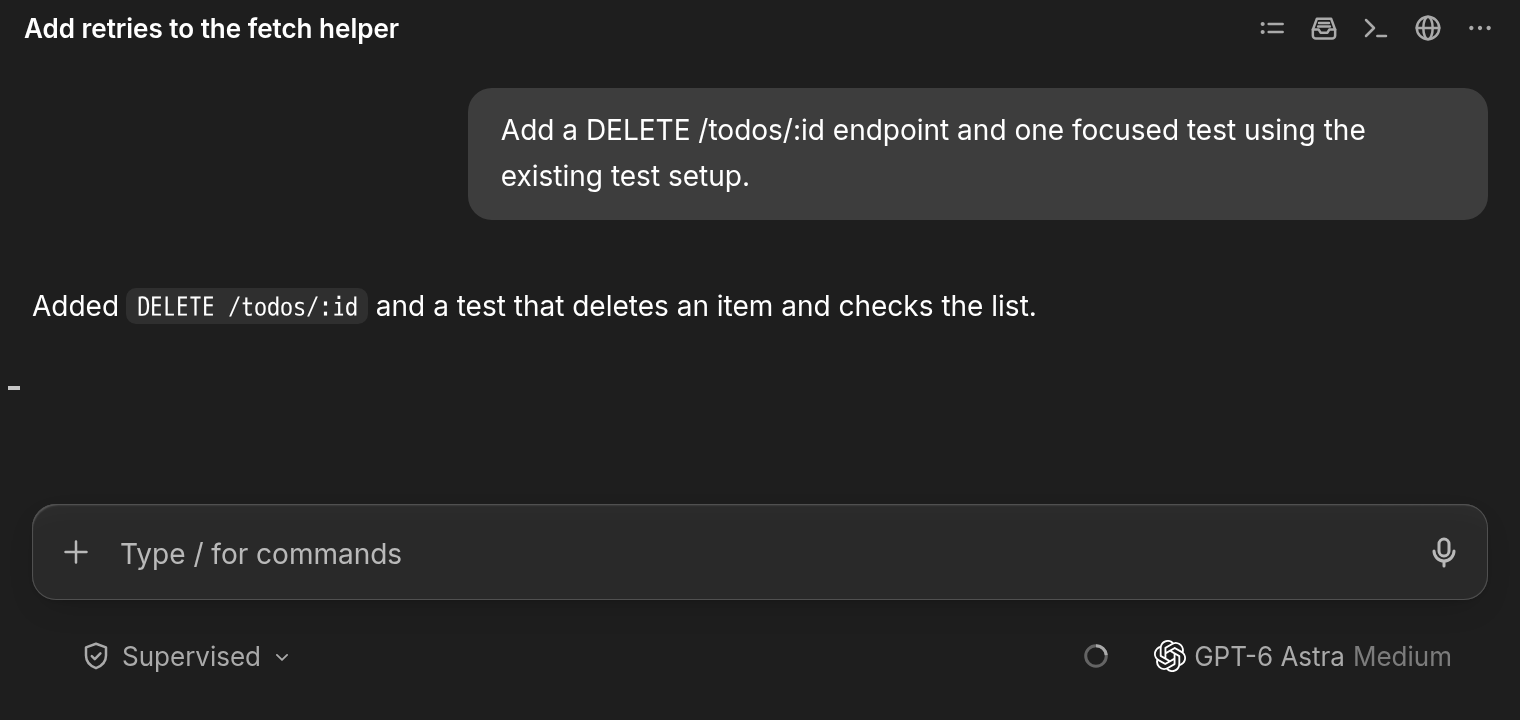 Add retries to the fetch helper
Add a DELETE /todos/:id endpoint and one focused test using the
existing test setup.
Added DELETE /todos/:id and a test that deletes an item and checks the list.
Type / for commands
Supervised
GPT-6 Astra Medium